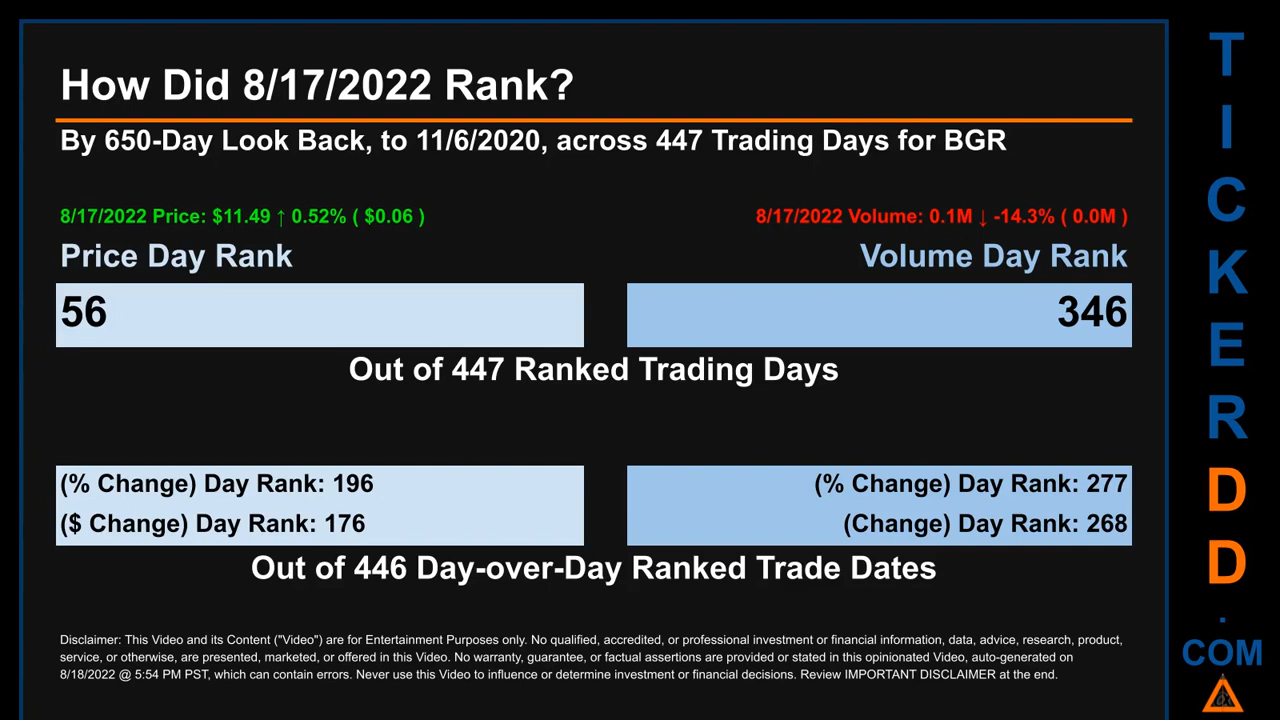 How Did 8/17/2022 Rank?
By 650-Day Look Back, to 11/6/2020, across 447 Trading Days for BGR
8/17/2022 Price: $11.49 ↑ 0.52% ( $0.06 )
8/17/2022 Volume: 0.1M ↓ -14.3% ( 0.0M )
Price Day Rank
Volume Day Rank
56
346
Out of 447 Ranked Trading Days
(% Change) Day Rank: 196
(% Change) Day Rank: 277
($ Change) Day Rank: 176
(Change) Day Rank: 268
Out of 446 Day-over-Day Ranked Trade Dates
Disclaimer: This Video and its Content ("Video") are for Entertainment Purposes only. No qualified, accredited, or professional investment or financial information, data, advice, research, product,
service, or otherwise, are presented, marketed, or offered in this Video. No warranty, guarantee, or factual assertions are provided or stated in this opinionated Video, auto-generated on
8/18/2022 @ 5:54 PM PST, which can contain errors. Never use this Video to influence or determine investment or financial decisions. Review IMPORTANT DISCLAIMER at the end.
T
I
C
K
E
R
D
D
.
COM